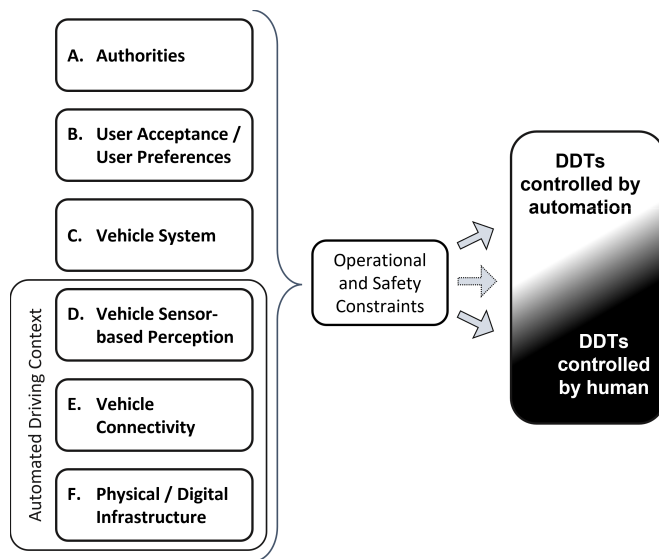 A. Authorities
B. User Acceptance /
User Preferences
C. Vehicle System
Automated Driving Context
D. Vehicle Sensor-
based Perception
E. Vehicle
Connectivity
F. Physical / Digital
Infrastructure
Operational
and Safety
Constraints
DDTs
controlled by
automation
DDTs
controlled
by human